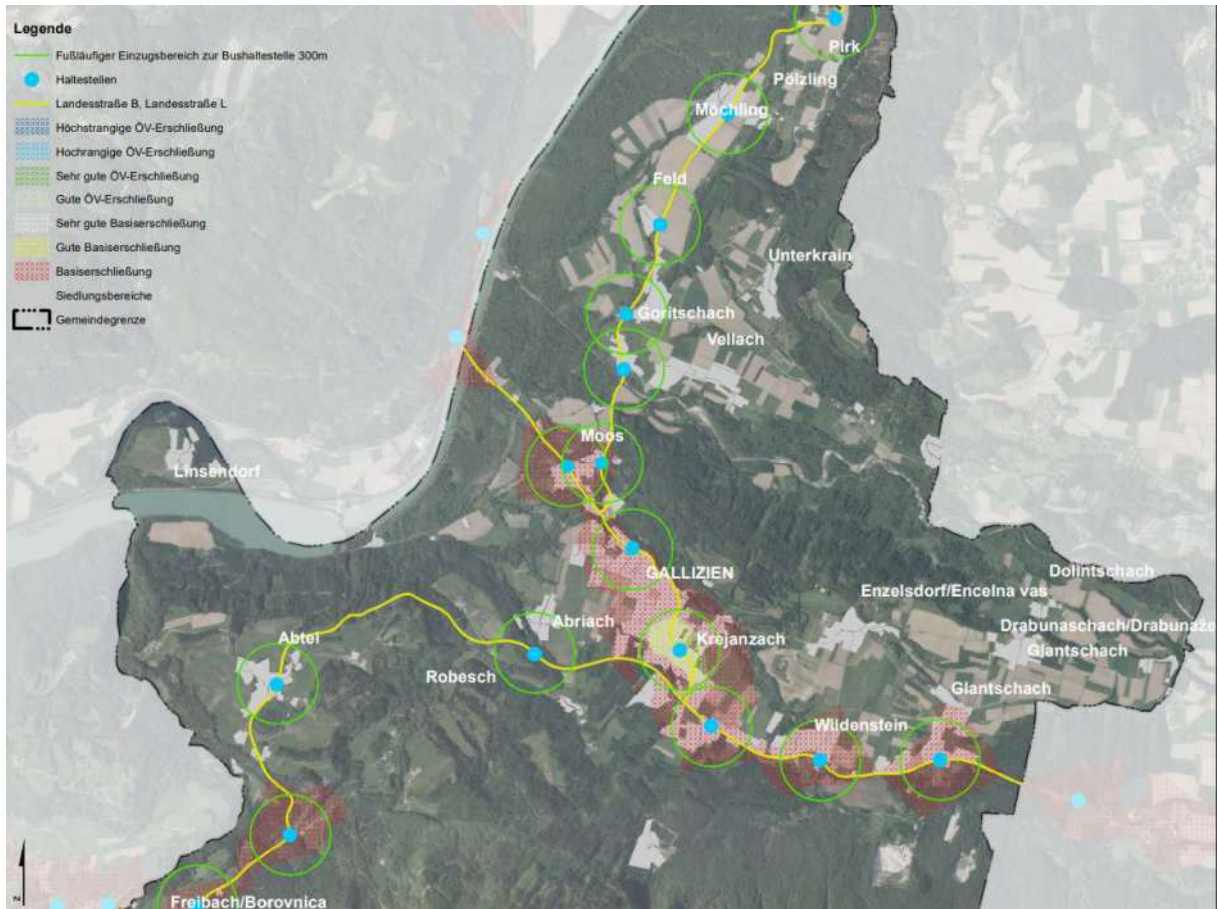 Legende
Fußläufiger Einzugsbereich zur Bushaltestelle 300m
Haltestellen
Landesstraße B, Landesstraße L
Höchstrangige ÖV-Erschließung
Hochrangige ÖV-Erschließung
Sehr gute ÖV-Erschließung
Gute ÖV-Erschließung
Sehr gute Basiserschließung
Gute Basiserschließung
Basiserschließung
Siedlungsbereiche
Gemeindegrenze
Pirk
Pölzling
Möchling
Feld
Unterkrain
Goritschach
Vellach
Moos
Linsendorf
GALLIZIEN
Dolintschach
Enzelsdorf/Encelna vas
Abriach
Drabunaschach/Drabunaže
Abtei
Krejanzach
Glantschach
Robesch
Glantschach
Wildenstein
Freibach/Borovnica
N